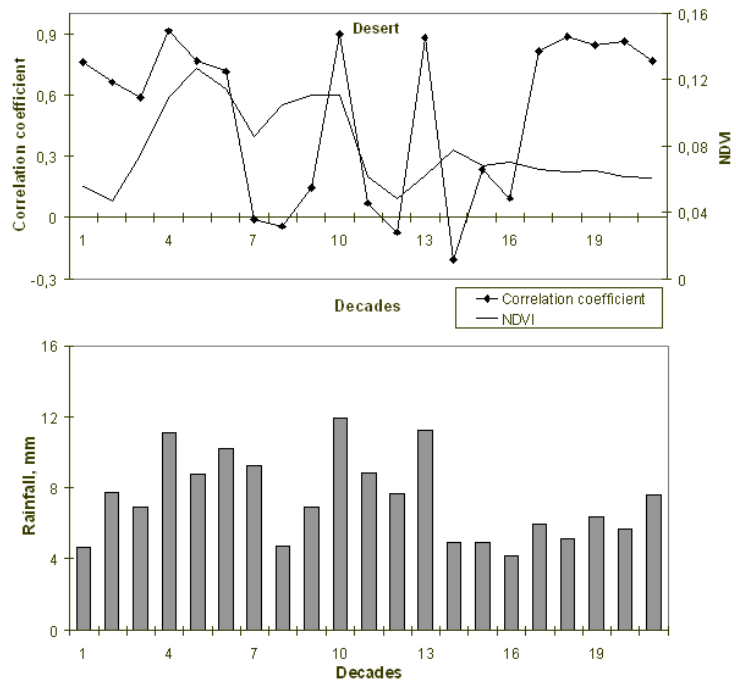 Desert
Correlation coefficient
0,9
0,6
0,3
0
-0,3
0,16
0,12
0,08
0,04
0
NDVI
1 4 7 10 13 16 19
Decades
Correlation coefficient
NDVI
Rainfall, mm
16
12
8
4
0
1 4 7 10 13 16 19
Decades